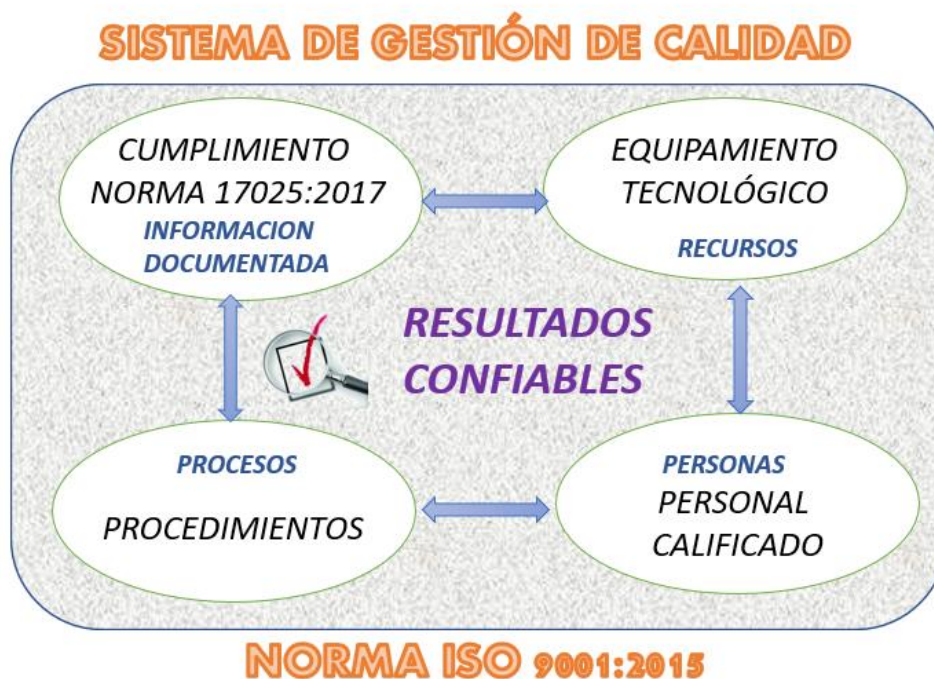 SISTEMA DE GESTIÓN DE CALIDAD
CUMPLIMIENTO
NORMA 17025:2017
INFORMACION
DOCUMENTADA
EQUIPAMIENTO
TECNOLÓGICO
RECURSOS
RESULTADOS
CONFIABLES
PROCESOS
PROCEDIMIENTOS
PERSONAS
PERSONAL
CALIFICADO
NORMA ISO 9001:2015